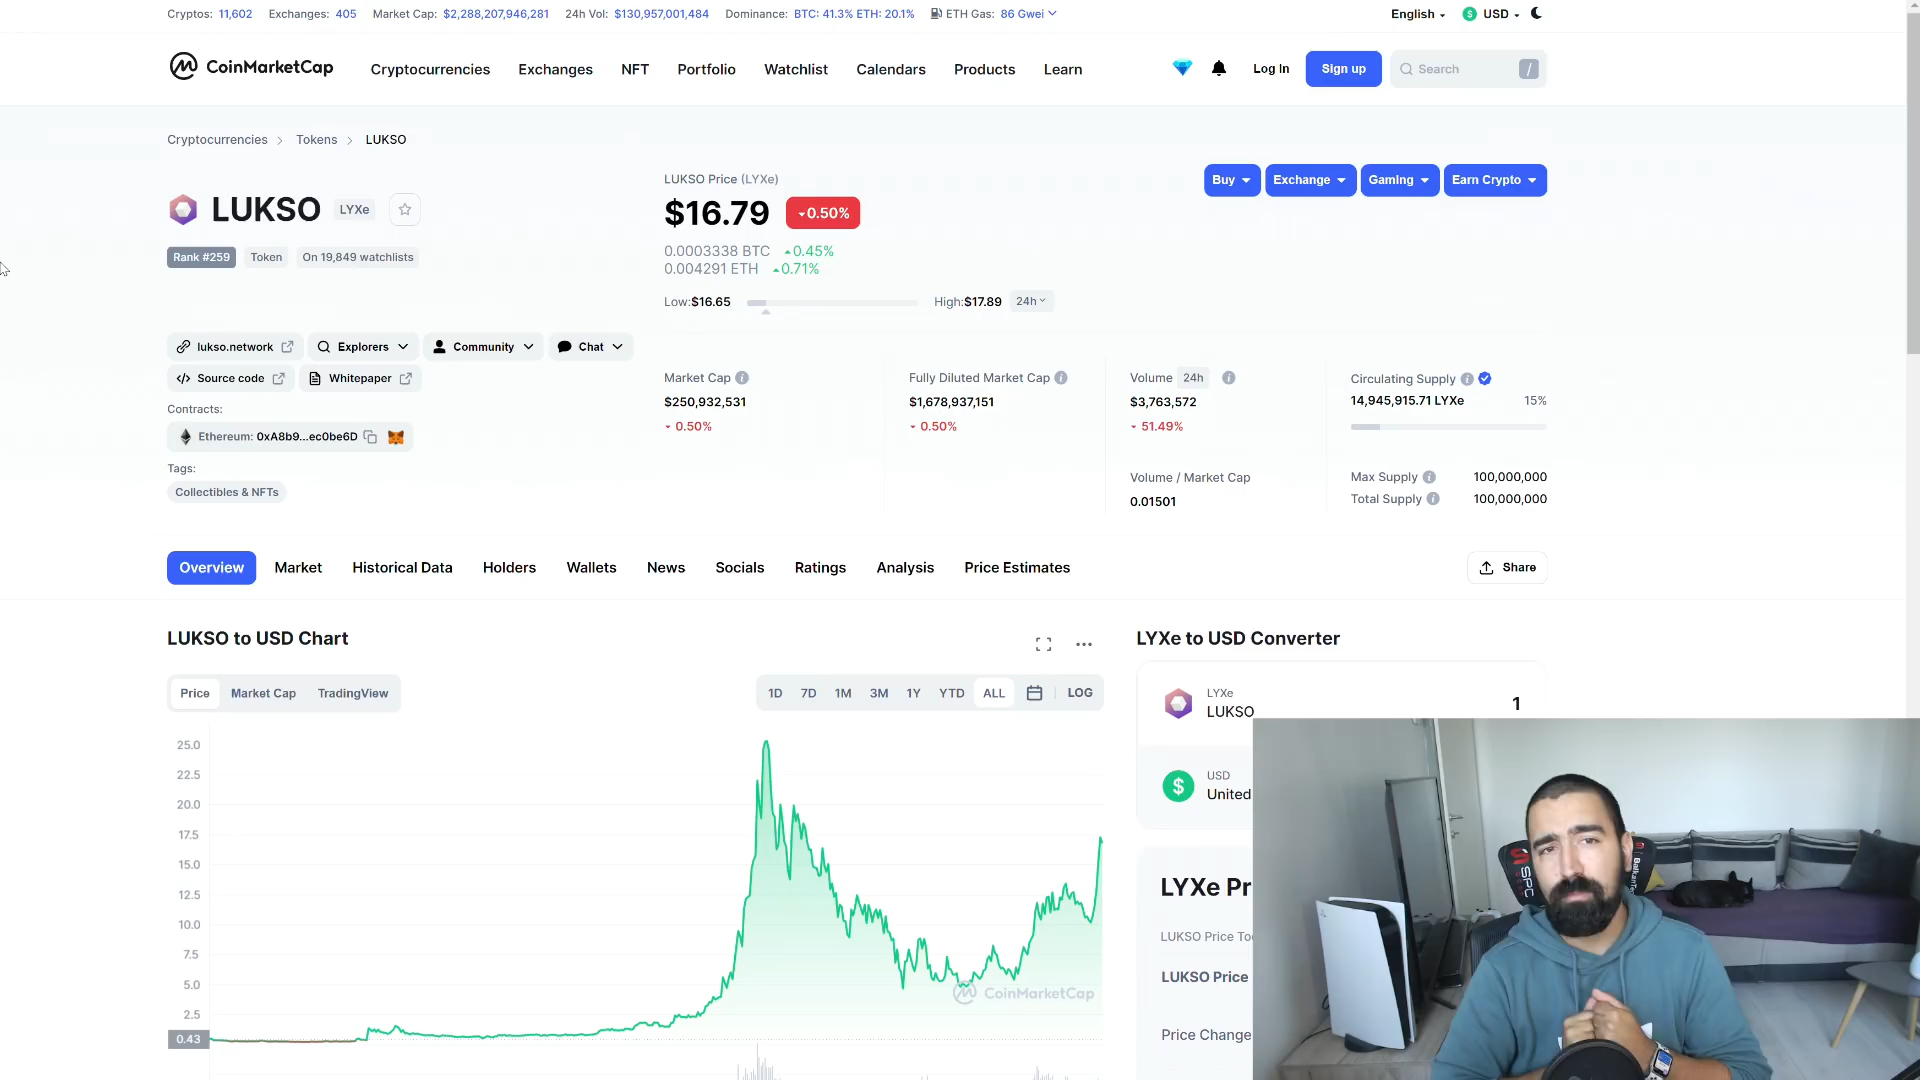 Cryptos: 11,602 Exchanges: 405 Market Cap: $2,288,207,946,281 24h Vol: $130,957,001,484 Dominance: BTC: 41.3% ETH: 20.1% ETH Gas: 86 Gwei
English USD
CoinMarketCap Cryptocurrencies Exchanges NFT Portfolio Watchlist Calendars Products Learn Log In Sign up Search /
Cryptocurrencies > Tokens > LUKSO
LUKSO LYXe
Rank #259 Token On 19,849 watchlists
lukso.network Explorers Community Chat
Source code Whitepaper
Contracts:
Ethereum: 0xA8b9...ec0be6D
Tags:
Collectibles & NFTs
LUKSO Price (LYXe)
$16.79 0.50%
0.0003338 BTC 0.45%
0.004291 ETH 0.71%
Low:$16.65 High:$17.89 24h
Buy Exchange Gaming Earn Crypto
Market Cap
$250,932,531
0.50%
Fully Diluted Market Cap
$1,678,937,151
0.50%
Volume 24h
$3,763,572
51.49%
Volume / Market Cap
0.01501
Circulating Supply
14,945,915.71 LYXe 15%
Max Supply 100,000,000
Total Supply 100,000,000
Overview Market Historical Data Holders Wallets News Socials Ratings Analysis Price Estimates Share
LUKSO to USD Chart
Price Market Cap TradingView 1D 7D 1M 3M 1Y YTD ALL LOG
25.0
22.5
20.0
17.5
15.0
12.5
10.0
7.5
5.0
2.5
0.43
CoinMarketCap
LYXe to USD Converter
LYXe
LUKSO 1
USD
United
LYXe Pr
LUKSO Price To
LUKSO Price
Price Change
SPC